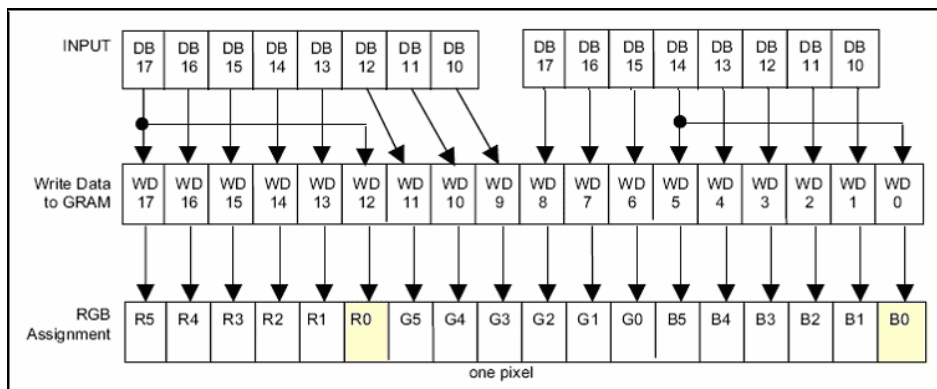 INPUT DB DB DB DB DB DB DB DB DB DB DB DB DB DB DB DB
17 16 15 14 13 12 11 10 17 16 15 14 13 12 11 10
Write Data WD WD WD WD WD WD WD WD WD WD WD WD WD WD WD WD WD WD
to GRAM 17 16 15 14 13 12 11 10 9 8 7 6 5 4 3 2 1 0
RGB R5 R4 R3 R2 R1 R0 G5 G4 G3 G2 G1 G0 B5 B4 B3 B2 B1 B0
Assignment
one pixel